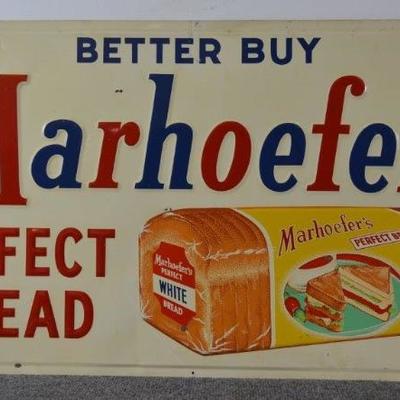 BETTER BUY
Marhoefer
FECT
EAD
Marhoefer's
PERFECT
WHITE
BREAD
Marhoefer's
PERFECT B